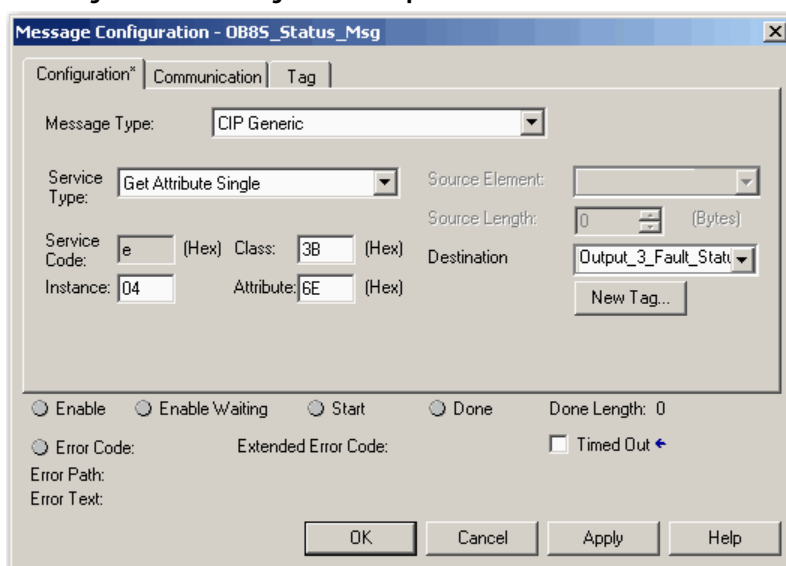 Message Configuration - OB8S_Status_Msg
Configuration* Communication Tag
Message Type: CIP Generic
Service Type: Get Attribute Single Source Element:
Source Length: 0 (Bytes)
Service Code: e (Hex) Class: 3B (Hex) Destination Output_3_Fault_Statu
Instance: 04 Attribute: 6E (Hex) New Tag...
Enable Enable Waiting Start Done Done Length: 0
Error Code: Extended Error Code: Timed Out
Error Path:
Error Text:
OK Cancel Apply Help